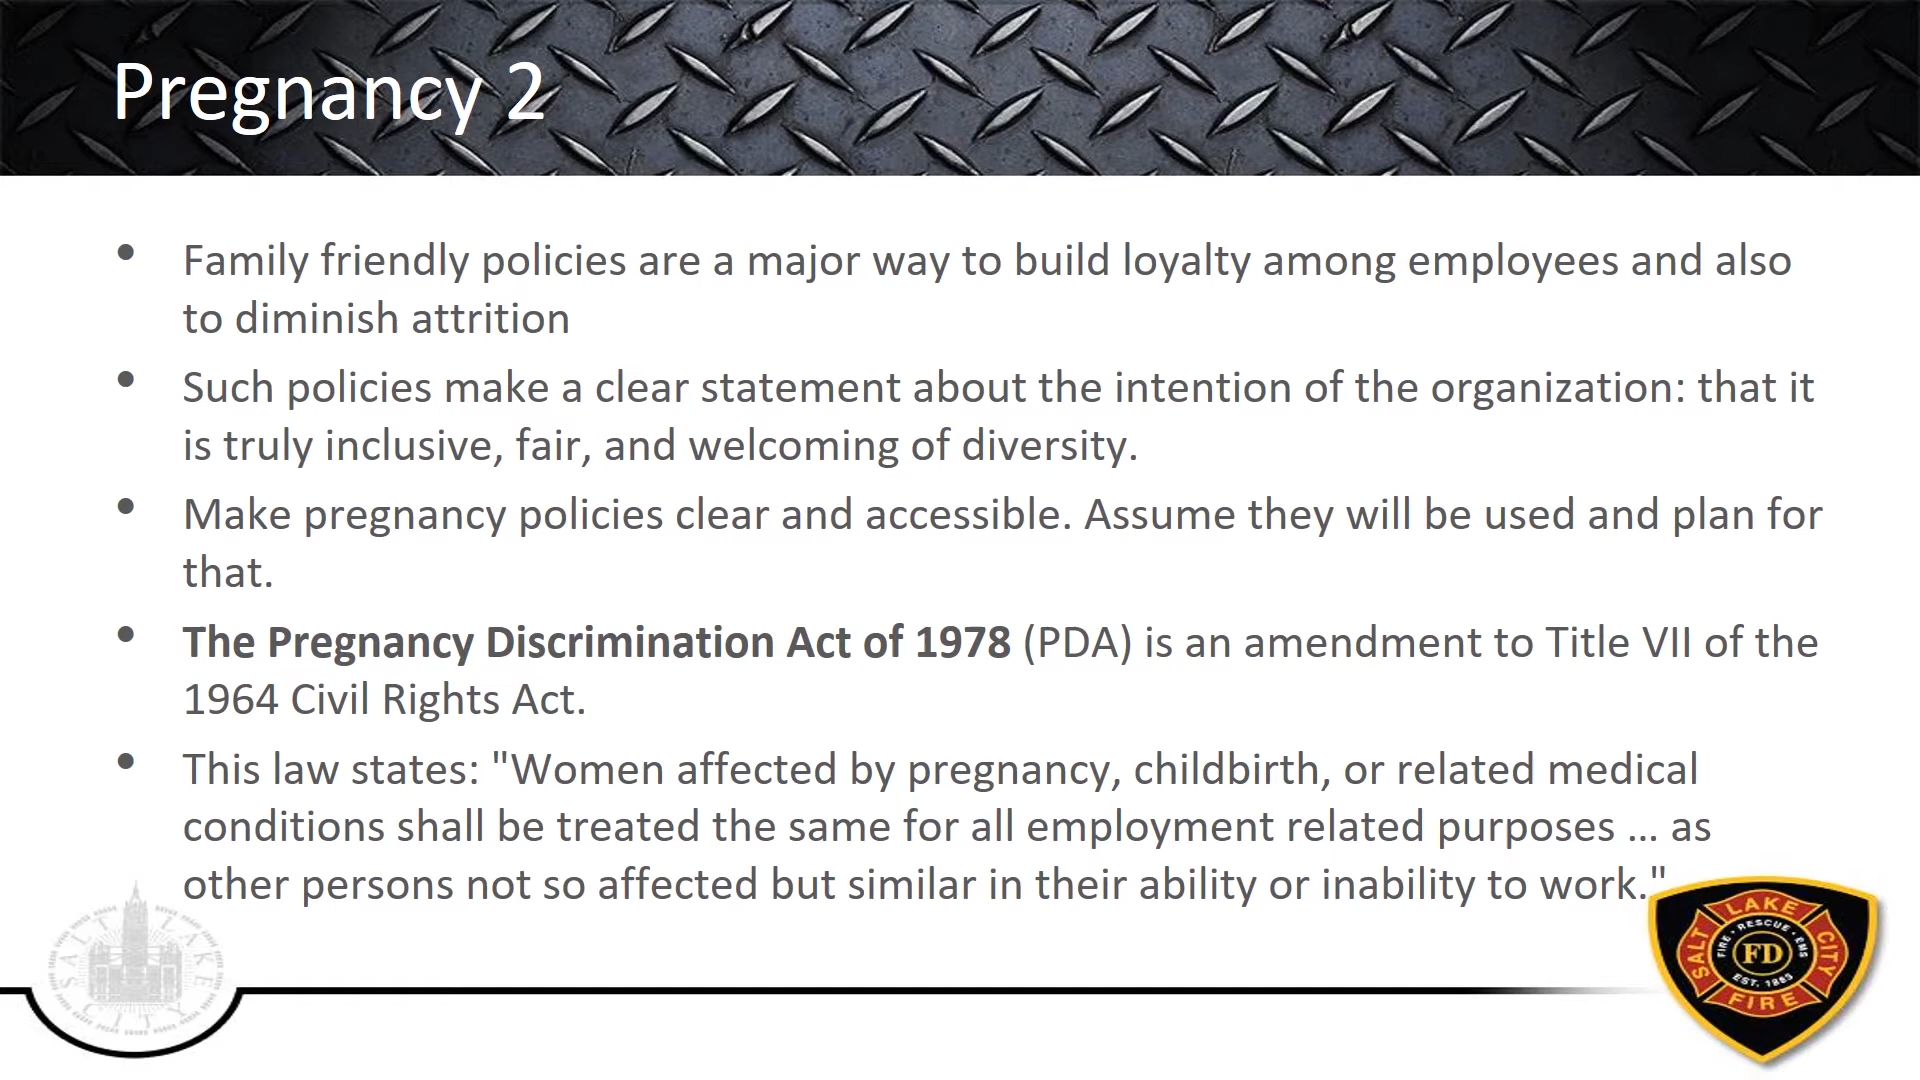 Pregnancy 2
• Family friendly policies are a major way to build loyalty among employees and also
to diminish attrition
• Such policies make a clear statement about the intention of the organization: that it
is truly inclusive, fair, and welcoming of diversity.
• Make pregnancy policies clear and accessible. Assume they will be used and plan for
that.
• The Pregnancy Discrimination Act of 1978 (PDA) is an amendment to Title VII of the
1964 Civil Rights Act.
• This law states: "Women affected by pregnancy, childbirth, or related medical
conditions shall be treated the same for all employment related purposes … as
other persons not so affected but similar in their ability or inability to work."
SALT LAKE
CITY
SALT LAKE CITY
FIRE • RESCUE • EMS
FD
EST. 1883
FIRE